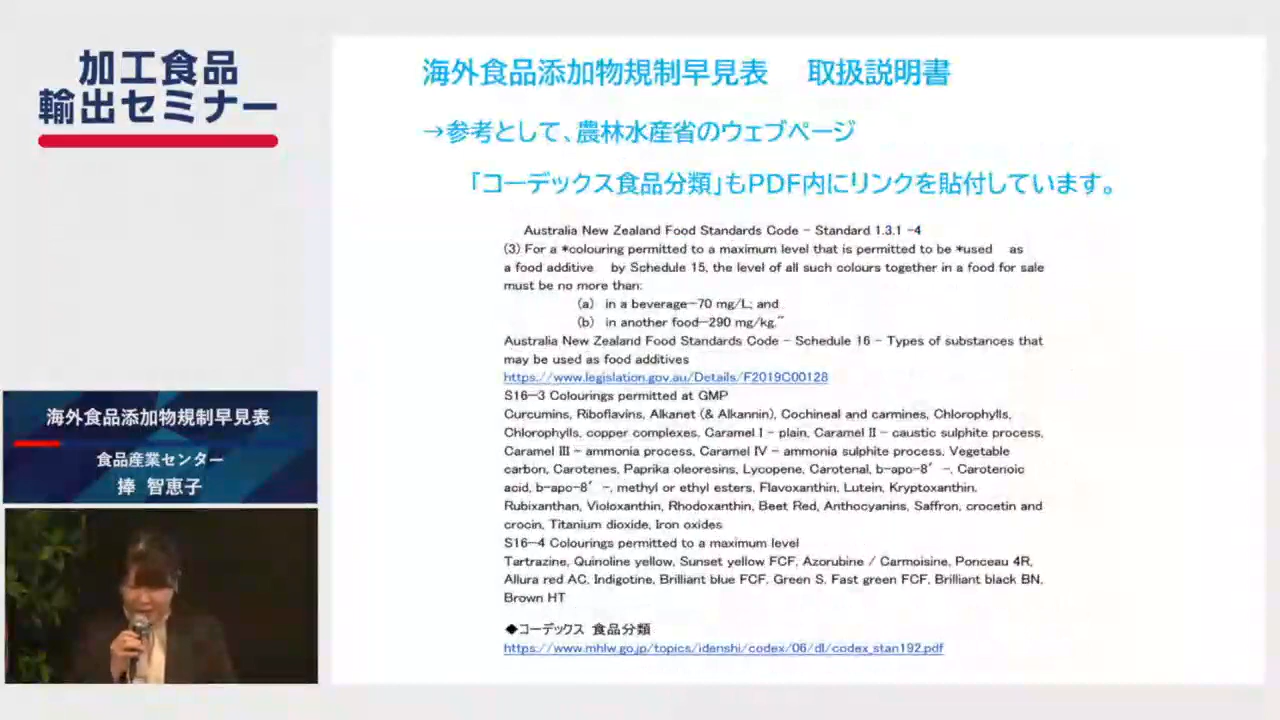 加工食品
輸出セミナー
海外食品添加物規制早見表
食品産業センター
捧 智恵子
海外食品添加物規制早見表 取扱説明書
→参考として、農林水産省のウェブページ
「コーデックス食品分類」もPDF内にリンクを貼付しています。
Australia New Zealand Food Standards Code - Standard 1.3.1 -4
(3) For a *colouring permitted to a maximum level that is permitted to be *used as
a food additive by Schedule 15, the level of all such colours together in a food for sale
must be no more than:
(a) in a beverage—70 mg/L; and
(b) in another food—290 mg/kg."
Australia New Zealand Food Standards Code - Schedule 16 - Types of substances that
may be used as food additives
https://www.legislation.gov.au/Details/F2019C00128
S16—3 Colourings permitted at GMP
Curcumins, Riboflavins, Alkanet (& Alkannin), Cochineal and carmines, Chlorophylls,
Chlorophylls, copper complexes, Caramel I - plain, Caramel II - caustic sulphite process,
Caramel III - ammonia process, Caramel IV - ammonia sulphite process, Vegetable
carbon, Carotenes, Paprika oleoresins, Lycopene, Carotenal, b-apo-8′ -, Carotenoic
acid, b-apo-8′ -, methyl or ethyl esters, Flavoxanthin, Lutein, Kryptoxanthin,
Rubixanthan, Violoxanthin, Rhodoxanthin, Beet Red, Anthocyanins, Saffron, crocetin and
crocin, Titanium dioxide, Iron oxides
S16—4 Colourings permitted to a maximum level
Tartrazine, Quinoline yellow, Sunset yellow FCF, Azorubine / Carmoisine, Ponceau 4R,
Allura red AC, Indigotine, Brilliant blue FCF, Green S, Fast green FCF, Brilliant black BN,
Brown HT
◆コーデックス 食品分類
https://www.mhlw.go.jp/topics/idenshi/codex/06/dl/codex_stan192.pdf